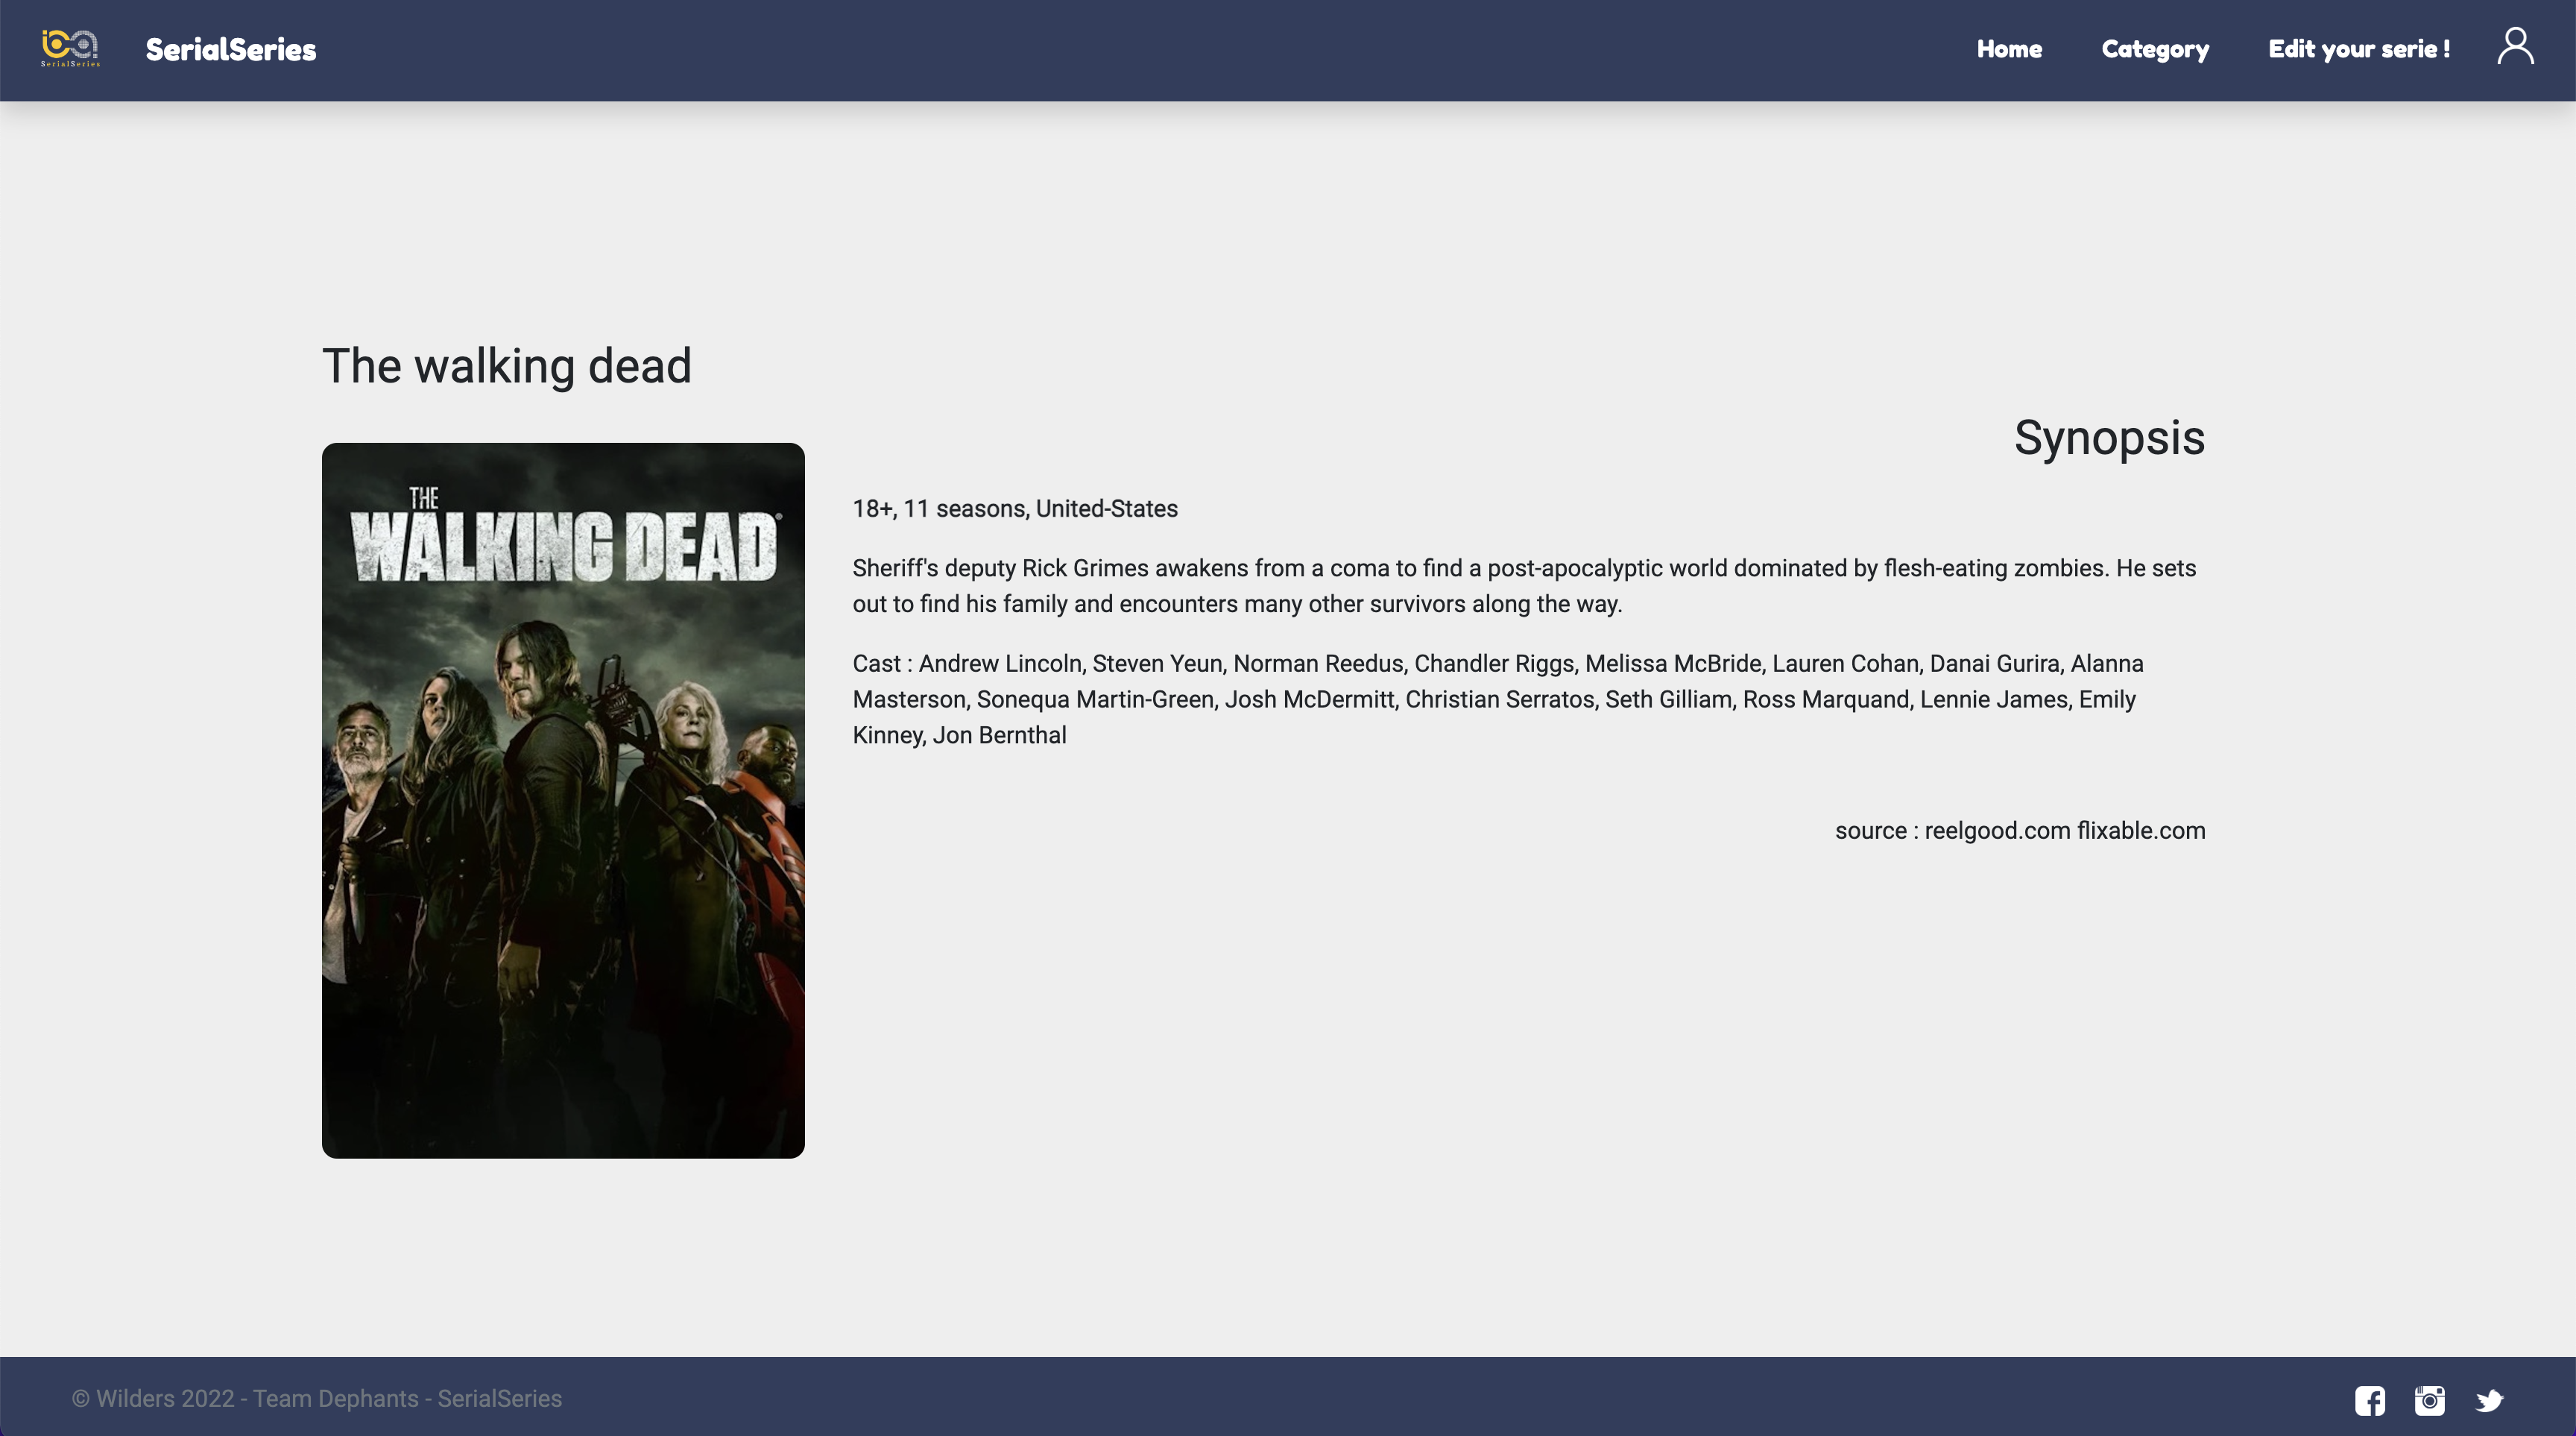 SerialSeries
SerialSeries
Home
Category
Edit your serie !
The walking dead
THE
WALKING DEAD
Synopsis
18+, 11 seasons, United-States
Sheriff's deputy Rick Grimes awakens from a coma to find a post-apocalyptic world dominated by flesh-eating zombies. He sets
out to find his family and encounters many other survivors along the way.
Cast : Andrew Lincoln, Steven Yeun, Norman Reedus, Chandler Riggs, Melissa McBride, Lauren Cohan, Danai Gurira, Alanna
Masterson, Sonequa Martin-Green, Josh McDermitt, Christian Serratos, Seth Gilliam, Ross Marquand, Lennie James, Emily
Kinney, Jon Bernthal
source : reelgood.com flixable.com
© Wilders 2022 - Team Dephants - SerialSeries